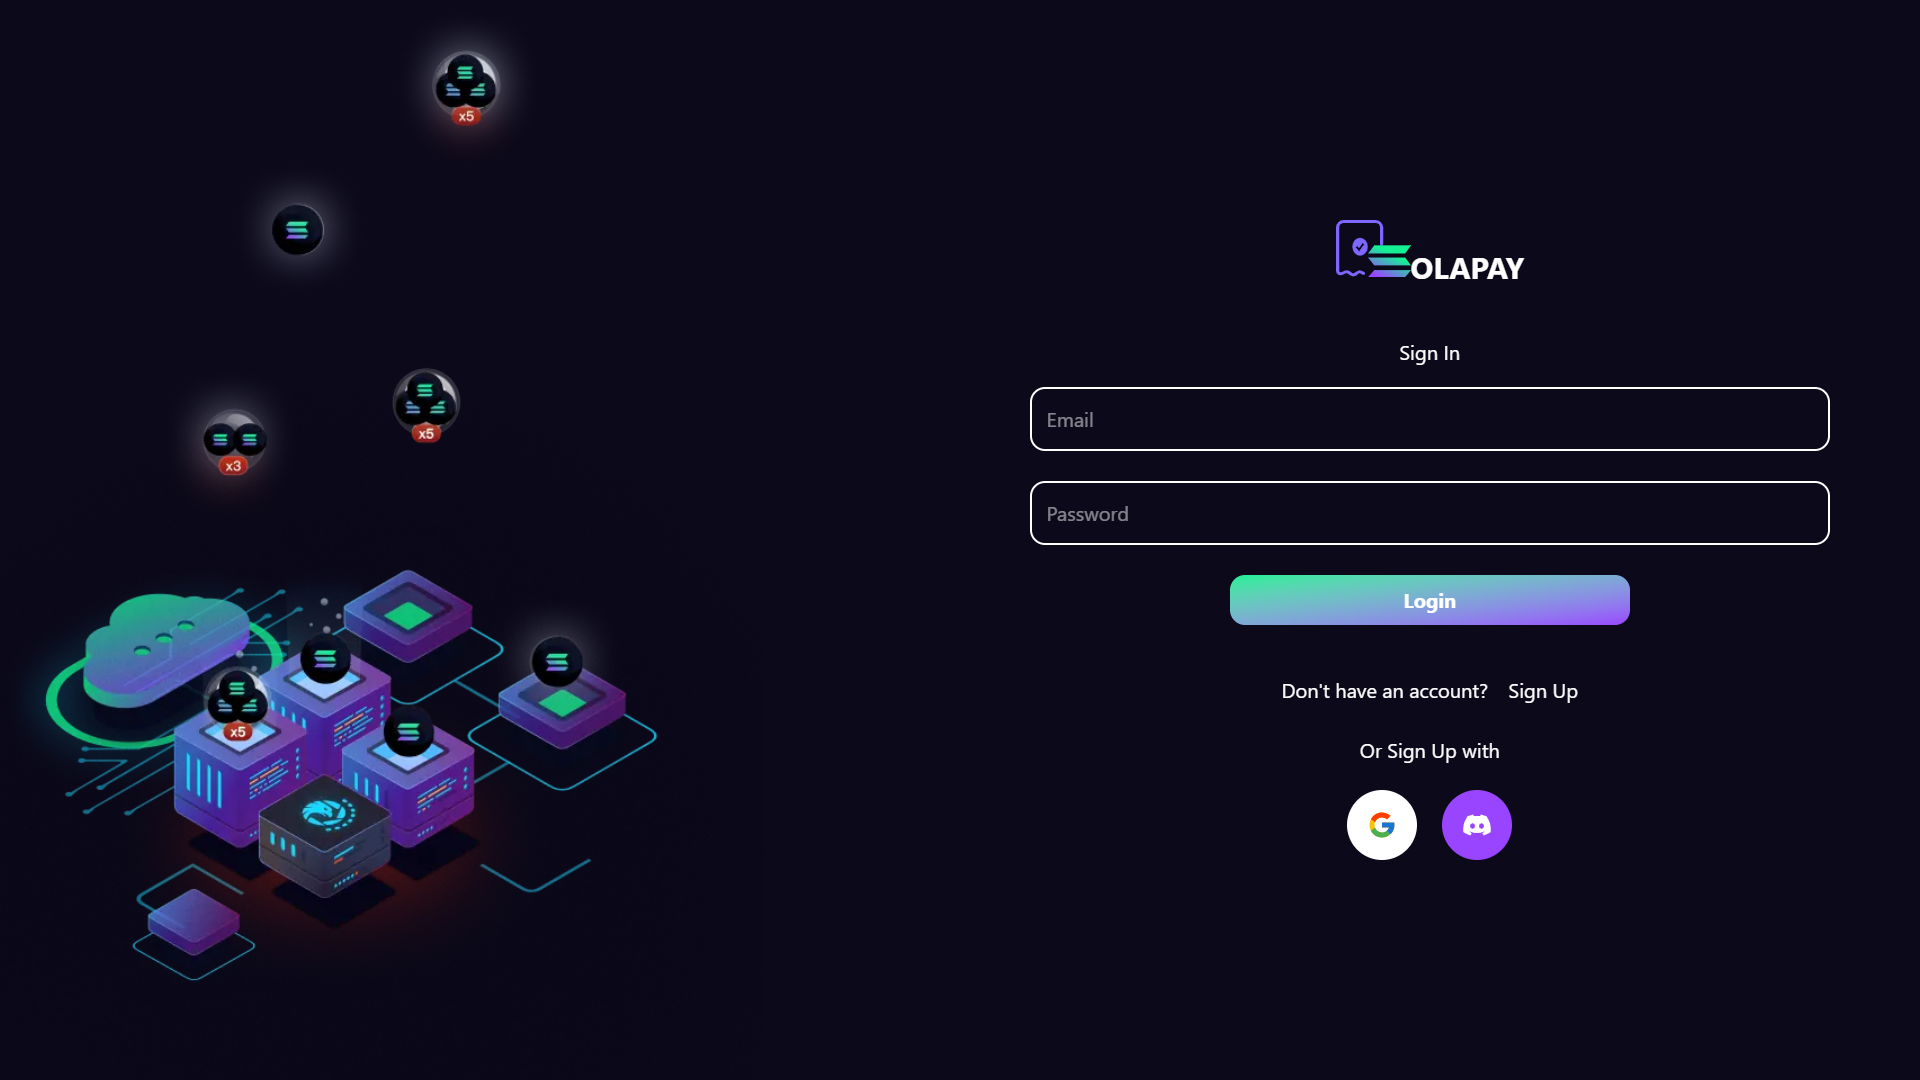 x5
x3
x5
x5
OLAPAY
Sign In
Email
Password
Login
Don't have an account? Sign Up
Or Sign Up with